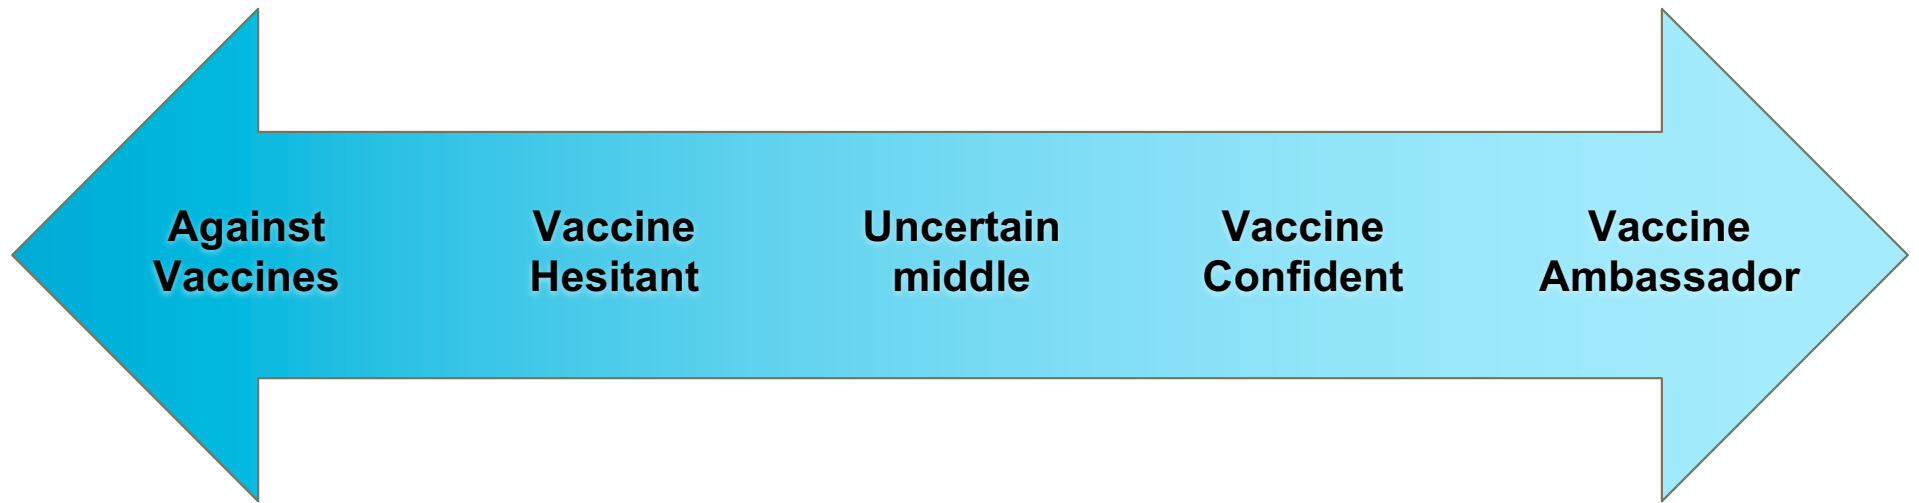 Against
Vaccines
Vaccine
Hesitant
Uncertain
middle
Vaccine
Confident
Vaccine
Ambassador